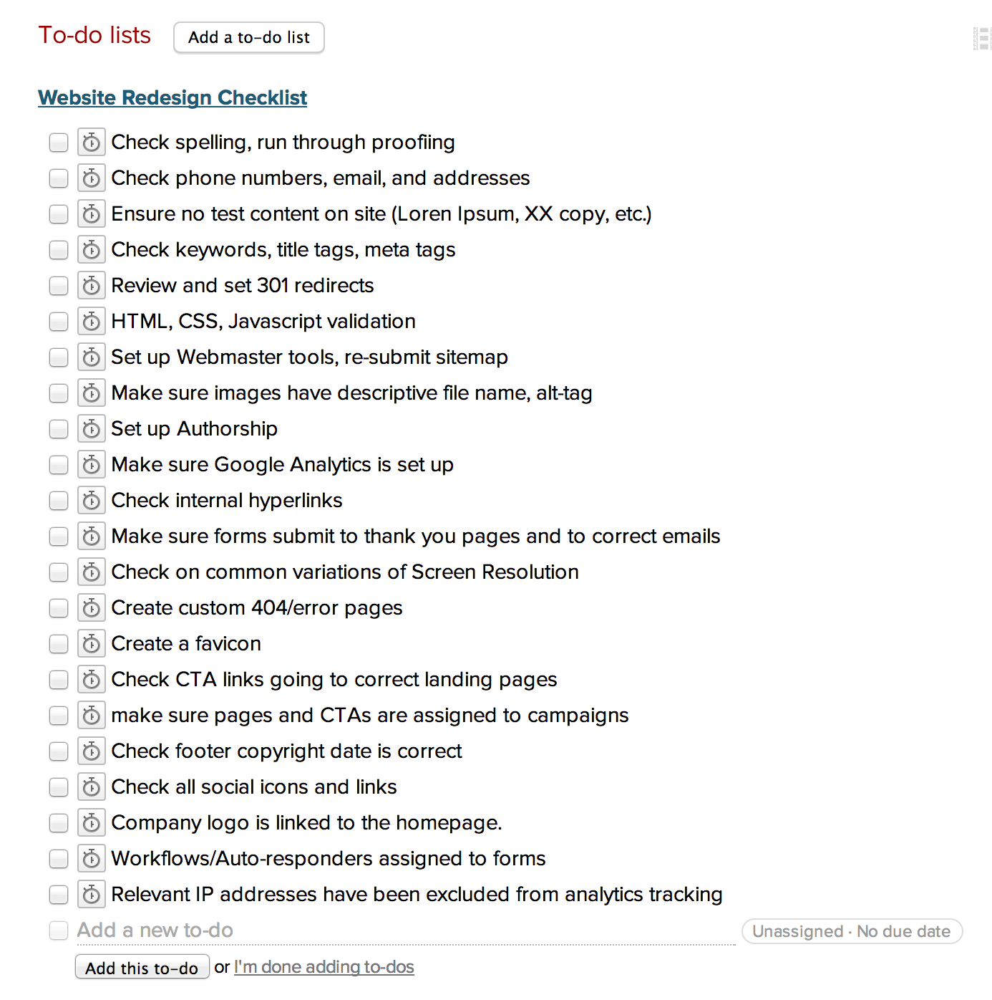 To-do lists
Add a to-do list
Website Redesign Checklist
Check spelling, run through proofiing
Check phone numbers, email, and addresses
Ensure no test content on site (Loren Ipsum, XX copy, etc.)
Check keywords, title tags, meta tags
Review and set 301 redirects
HTML, CSS, Javascript validation
Set up Webmaster tools, re-submit sitemap
Make sure images have descriptive file name, alt-tag
Set up Authorship
Make sure Google Analytics is set up
Check internal hyperlinks
Make sure forms submit to thank you pages and to correct emails
Check on common variations of Screen Resolution
Create custom 404/error pages
Create a favicon
Check CTA links going to correct landing pages
make sure pages and CTAs are assigned to campaigns
Check footer copyright date is correct
Check all social icons and links
Company logo is linked to the homepage.
Workflows/Auto-responders assigned to forms
Relevant IP addresses have been excluded from analytics tracking
Add a new to-do
Unassigned · No due date
Add this to-do or I'm done adding to-dos